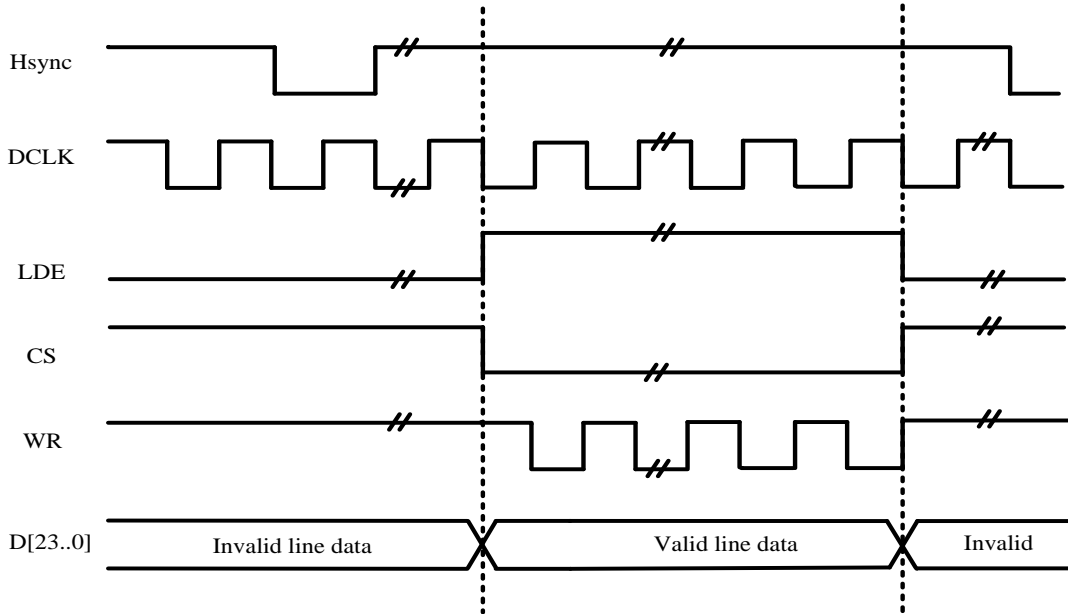 Hsync
DCLK
LDE
CS
WR
D[23..0]
Invalid line data
Valid line data
Invalid